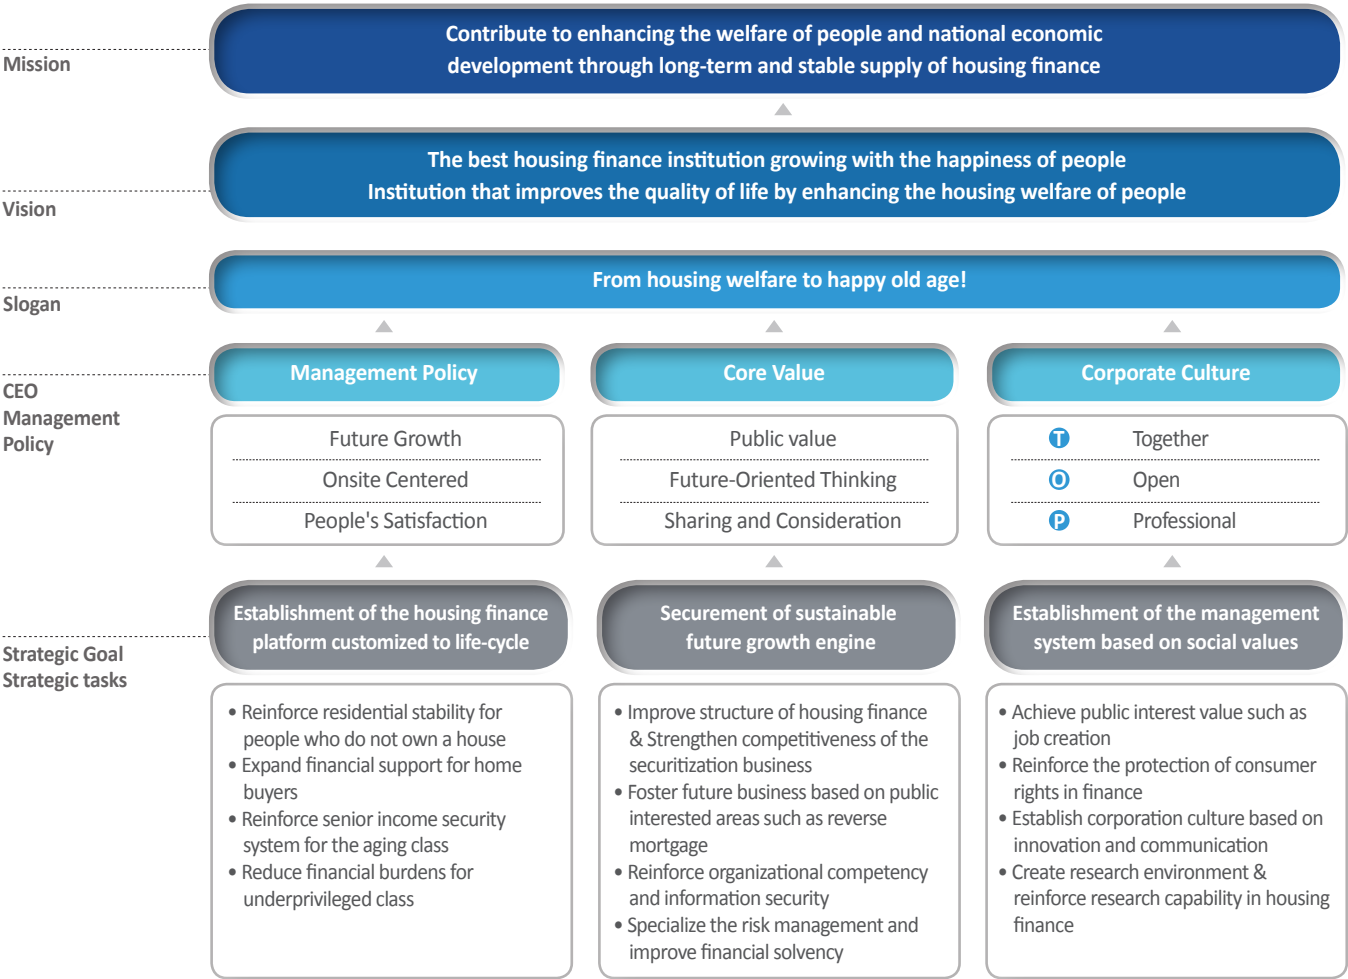 Mission
Contribute to enhancing the welfare of people and national economic
development through long-term and stable supply of housing finance
Vision
The best housing finance institution growing with the happiness of people
Institution that improves the quality of life by enhancing the housing welfare of people
Slogan
From housing welfare to happy old age!
CEO
Management
Policy
Management Policy
Future Growth
Onsite Centered
People's Satisfaction
Core Value
Public value
Future-Oriented Thinking
Sharing and Consideration
Corporate Culture
T Together
O Open
P Professional
Strategic Goal
Strategic tasks
Establishment of the housing finance
platform customized to life-cycle
• Reinforce residential stability for
people who do not own a house
• Expand financial support for home
buyers
• Reinforce senior income security
system for the aging class
• Reduce financial burdens for
underprivileged class
Securement of sustainable
future growth engine
• Improve structure of housing finance
& Strengthen competitiveness of the
securitization business
• Foster future business based on public
interested areas such as reverse
mortgage
• Reinforce organizational competency
and information security
• Specialize the risk management and
improve financial solvency
Establishment of the management
system based on social values
• Achieve public interest value such as
job creation
• Reinforce the protection of consumer
rights in finance
• Establish corporation culture based on
innovation and communication
• Create research environment &
reinforce research capability in housing
finance